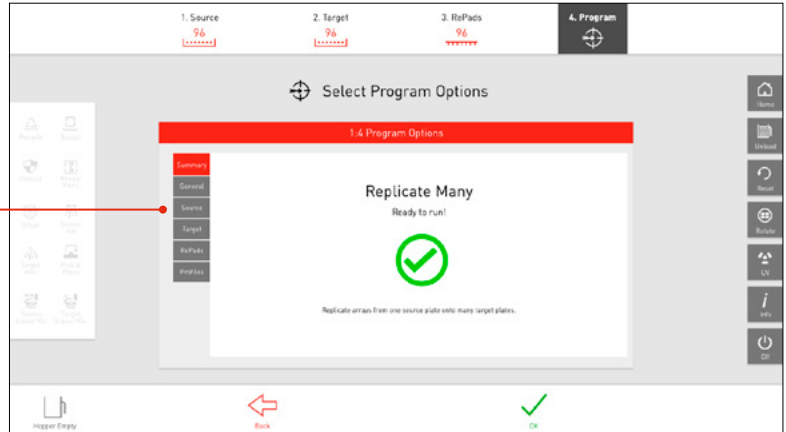 1. Source
2. Target
3. RePads
4. Program
96
96
96
Select Program Options
1:4 Program Options
Summary
General
Source
Target
RePads
Profiles
Replicate Many
Ready to run!
Replicate arrays from one source plate onto many target plates.
Home
Unload
Reset
Rotate
UV
Info
Off
Hopper Empty
Back
OK